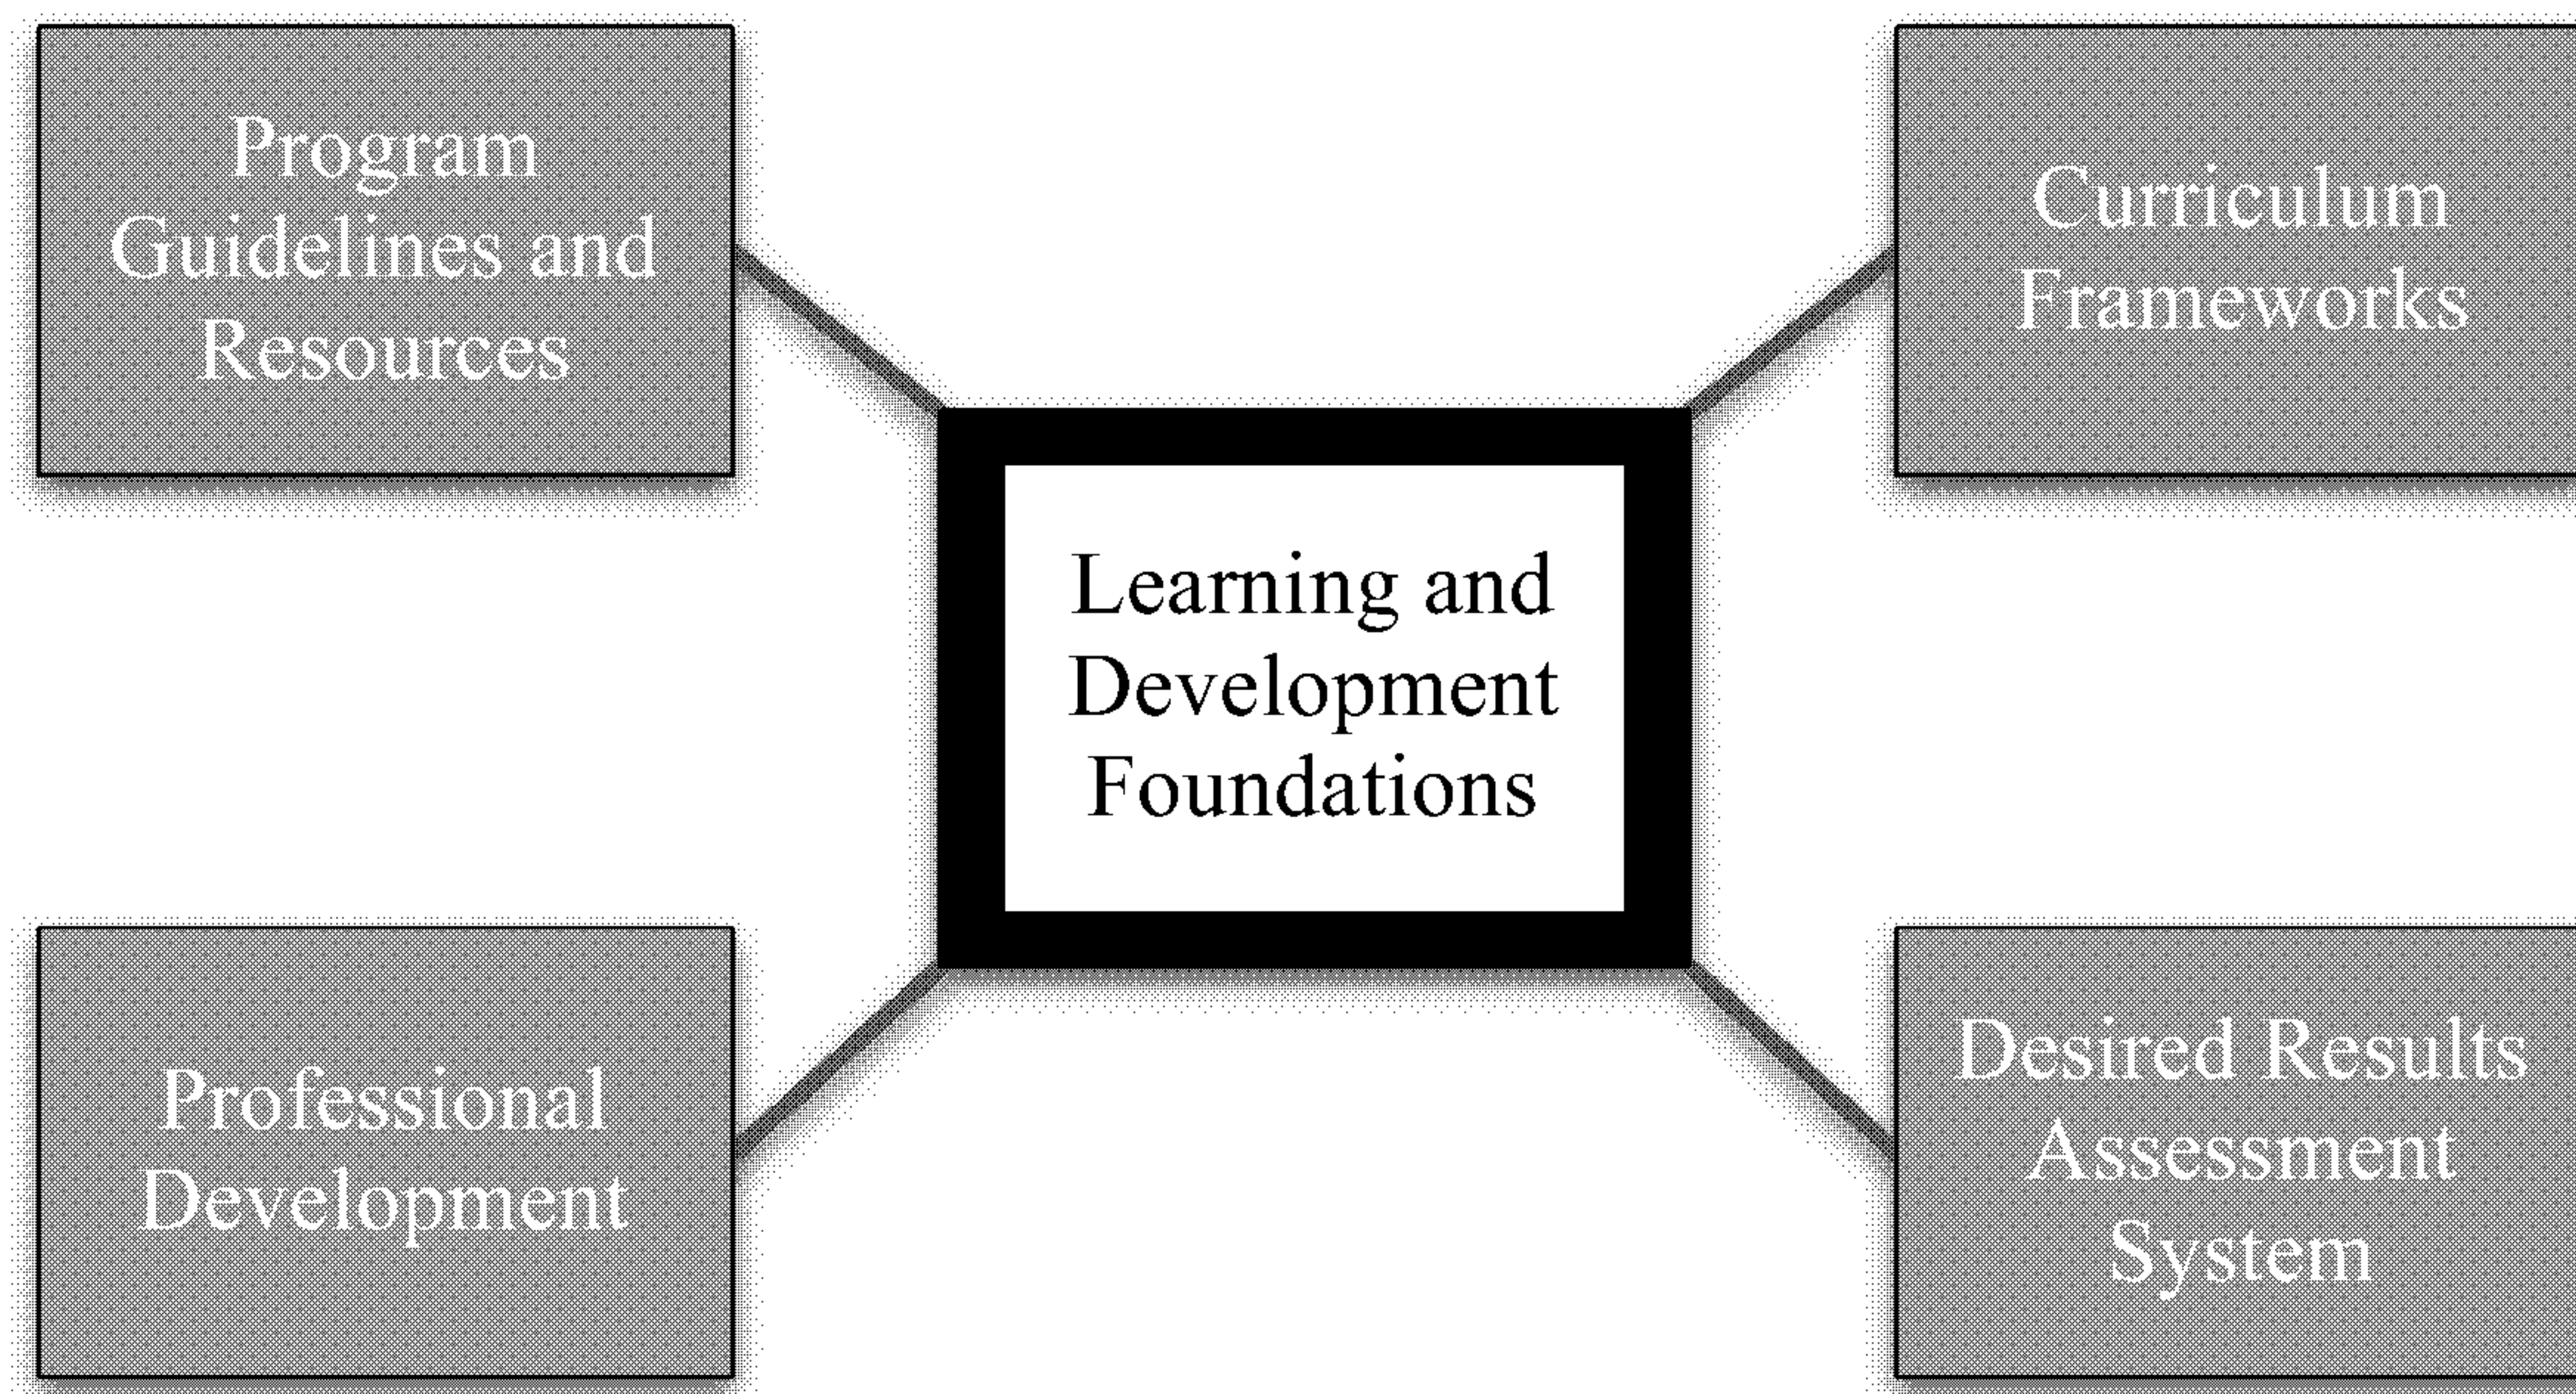 Program
Guidelines and
Resources
Curriculum
Frameworks
Learning and
Development
Foundations
Professional
Development
Desired Results
Assessment
System